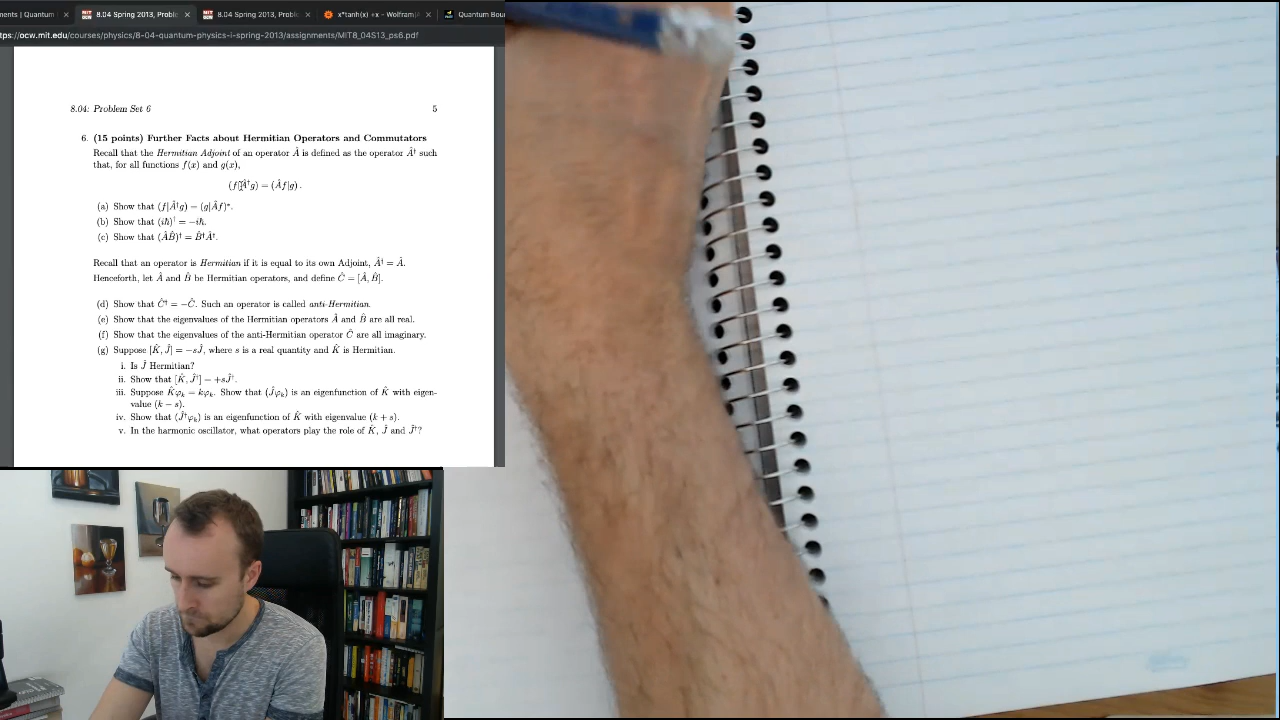 nents | Quantum
8.04 Spring 2013, Proble
8.04 Spring 2013, Proble
x*tanh(x) +x – Wolfram|A
Quantum Bou
tps://ocw.mit.edu/courses/physics/8-04-quantum-physics-i-spring-2013/assignments/MIT8_04S13_ps6.pdf
8.04: Problem Set 6 5
6. (15 points) Further Facts about Hermitian Operators and Commutators
Recall that the Hermitian Adjoint of an operator Â is defined as the operator Â† such
that, for all functions f(x) and g(x),
(f|Â†g) = (Âf|g).
(a) Show that (f|Â†g) = (g|Âf)*.
(b) Show that (iħ)† = −iħ.
(c) Show that (ÂB̂)† = B̂†Â†.
Recall that an operator is Hermitian if it is equal to its own Adjoint, Â† = Â.
Henceforth, let Â and B̂ be Hermitian operators, and define Ĉ = [Â, B̂].
(d) Show that Ĉ† = −Ĉ. Such an operator is called anti-Hermitian.
(e) Show that the eigenvalues of the Hermitian operators Â and B̂ are all real.
(f) Show that the eigenvalues of the anti-Hermitian operator Ĉ are all imaginary.
(g) Suppose [K̂, Ĵ] = −sĴ, where s is a real quantity and K̂ is Hermitian.
i. Is Ĵ Hermitian?
ii. Show that [K̂, Ĵ†] = +sĴ†.
iii. Suppose K̂φₖ = kφₖ. Show that (Ĵφₖ) is an eigenfunction of K̂ with eigen-
value (k − s).
iv. Show that (Ĵ†φₖ) is an eigenfunction of K̂ with eigenvalue (k + s).
v. In the harmonic oscillator, what operators play the role of K̂, Ĵ and Ĵ†?